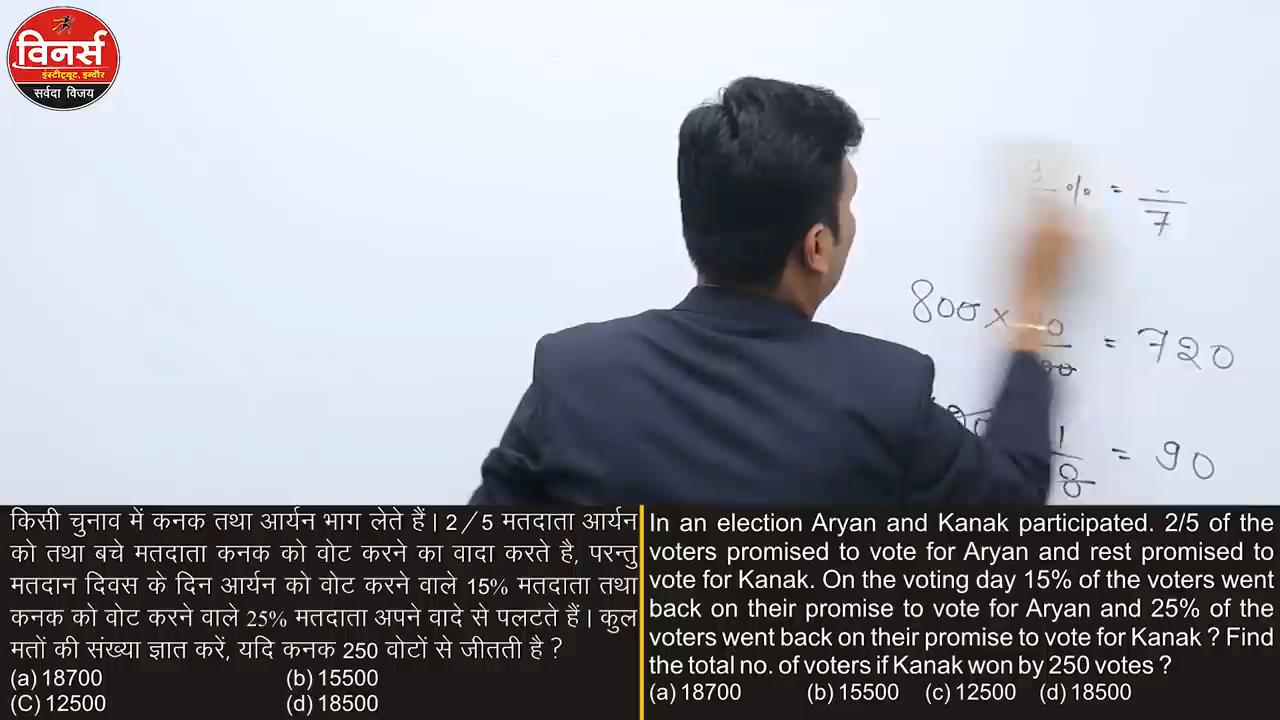 विनर्स
इंस्टीट्यूट, इन्दौर
सर्वदा विजय
3
% =
7
800 × 0 = 720
1
8
= 90
किसी चुनाव में कनक तथा आर्यन भाग लेते हैं। 2/5 मतदाता आर्यन
को तथा बचे मतदाता कनक को वोट करने का वादा करते है, परन्तु
मतदान दिवस के दिन आर्यन को वोट करने वाले 15% मतदाता तथा
कनक को वोट करने वाले 25% मतदाता अपने वादे से पलटते हैं। कुल
मतों की संख्या ज्ञात करें, यदि कनक 250 वोटों से जीतती है ?
(a) 18700 (b) 15500
(C) 12500 (d) 18500
In an election Aryan and Kanak participated. 2/5 of the
voters promised to vote for Aryan and rest promised to
vote for Kanak. On the voting day 15% of the voters went
back on their promise to vote for Aryan and 25% of the
voters went back on their promise to vote for Kanak ? Find
the total no. of voters if Kanak won by 250 votes ?
(a) 18700 (b) 15500 (c) 12500 (d) 18500